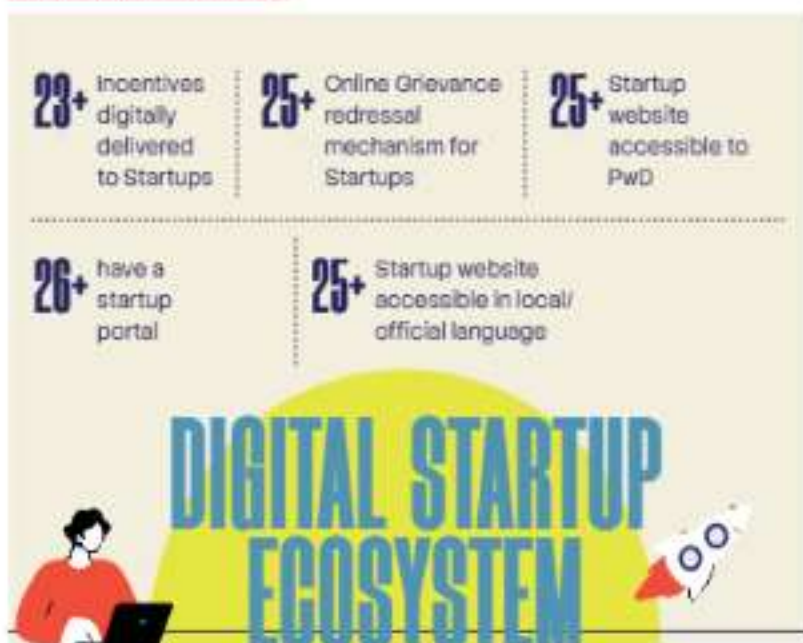 23+ Incentives
digitally
delivered
to Startups
25+ Online Grievance
redressal
mechanism for
Startups
25+ Startup
website
accessible to
PwD
26+ have a
startup
portal
25+ Startup website
accessible in local/
official language
DIGITAL STARTUP
ECOSYSTEM